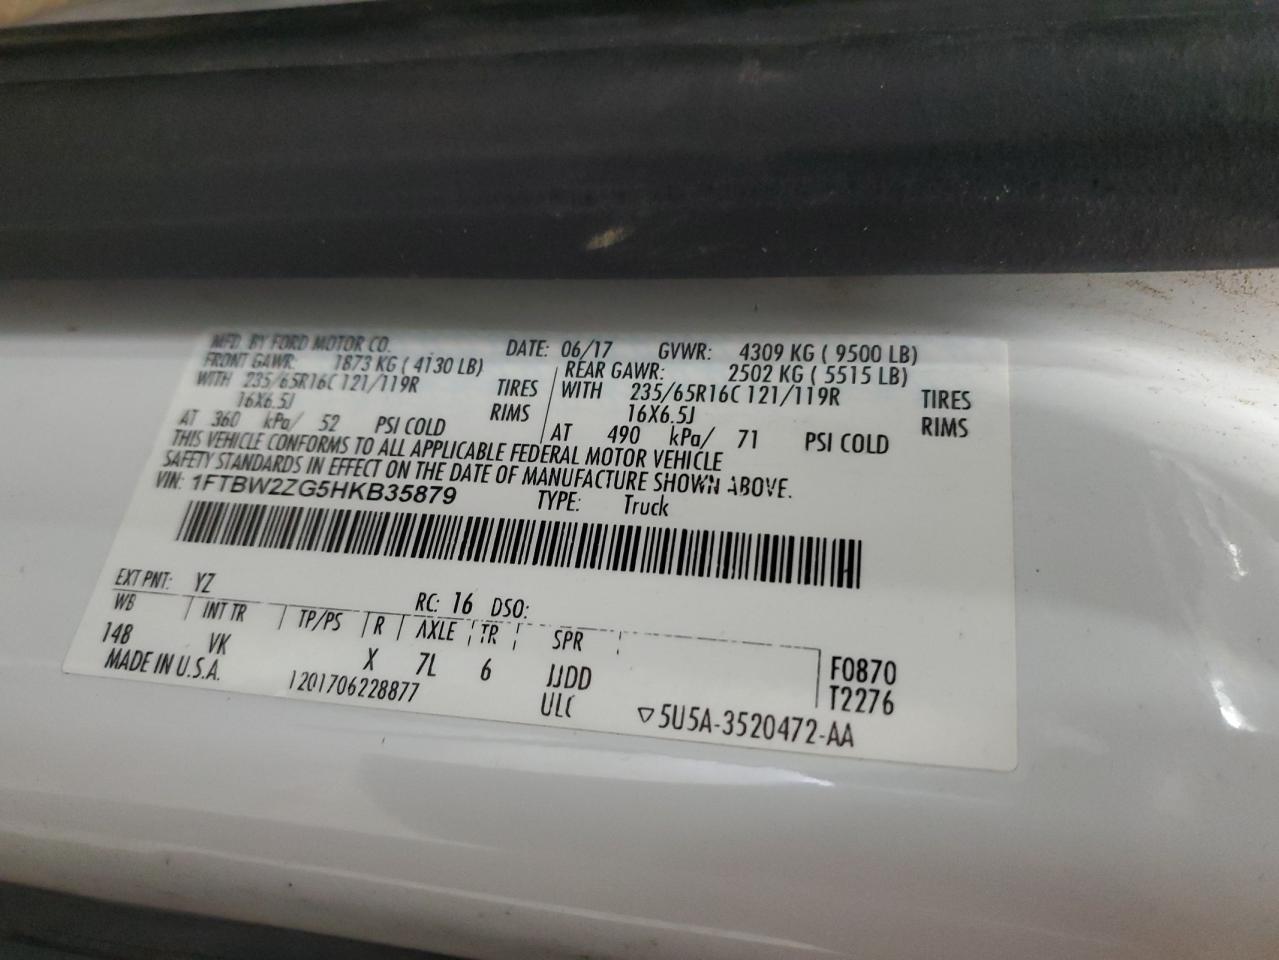 MFD. BY FORD MOTOR CO. DATE: 06/17 GVWR: 4309 KG ( 9500 LB)
FRONT GAWR: 1873 KG ( 4130 LB) REAR GAWR: 2502 KG ( 5515 LB)
WITH 235/65R16C 121/119R TIRES WITH 235/65R16C 121/119R TIRES
16X6.5J RIMS 16X6.5J RIMS
AT 360 kPa/ 52 PSI COLD AT 490 kPa/ 71 PSI COLD
THIS VEHICLE CONFORMS TO ALL APPLICABLE FEDERAL MOTOR VEHICLE
SAFETY STANDARDS IN EFFECT ON THE DATE OF MANUFACTURE SHOWN ABOVE.
VIN: 1FTBW2ZG5HKB35879 TYPE: Truck
EXT PNT: YZ RC: 16 DSO:
WB INT TR TP/PS R AXLE TR SPR
148 VK X 7L 6 JJDD F0870
MADE IN U.S.A. 1201706228877 ULC T2276
▽5U5A-3520472-AA